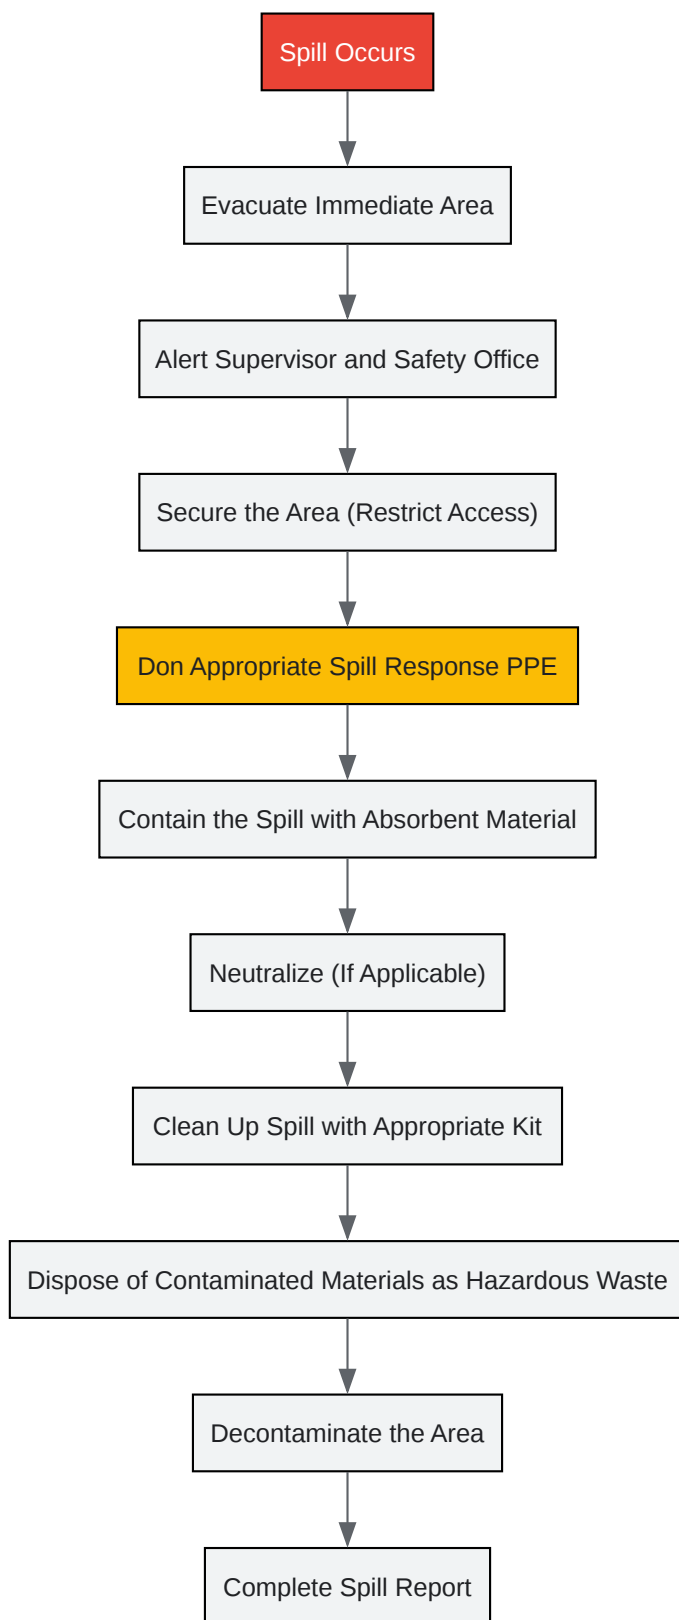 Spill Occurs
Evacuate Immediate Area
Alert Supervisor and Safety Office
Secure the Area (Restrict Access)
Don Appropriate Spill Response PPE
Contain the Spill with Absorbent Material
Neutralize (If Applicable)
Clean Up Spill with Appropriate Kit
Dispose of Contaminated Materials as Hazardous Waste
Decontaminate the Area
Complete Spill Report